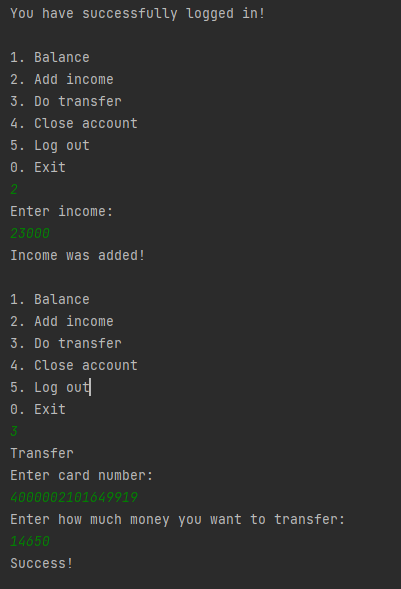 You have successfully logged in!
1. Balance
2. Add income
3. Do transfer
4. Close account
5. Log out
0. Exit
2
Enter income:
23000
Income was added!
1. Balance
2. Add income
3. Do transfer
4. Close account
5. Log out
0. Exit
3
Transfer
Enter card number:
4000002101649919
Enter how much money you want to transfer:
14650
Success!